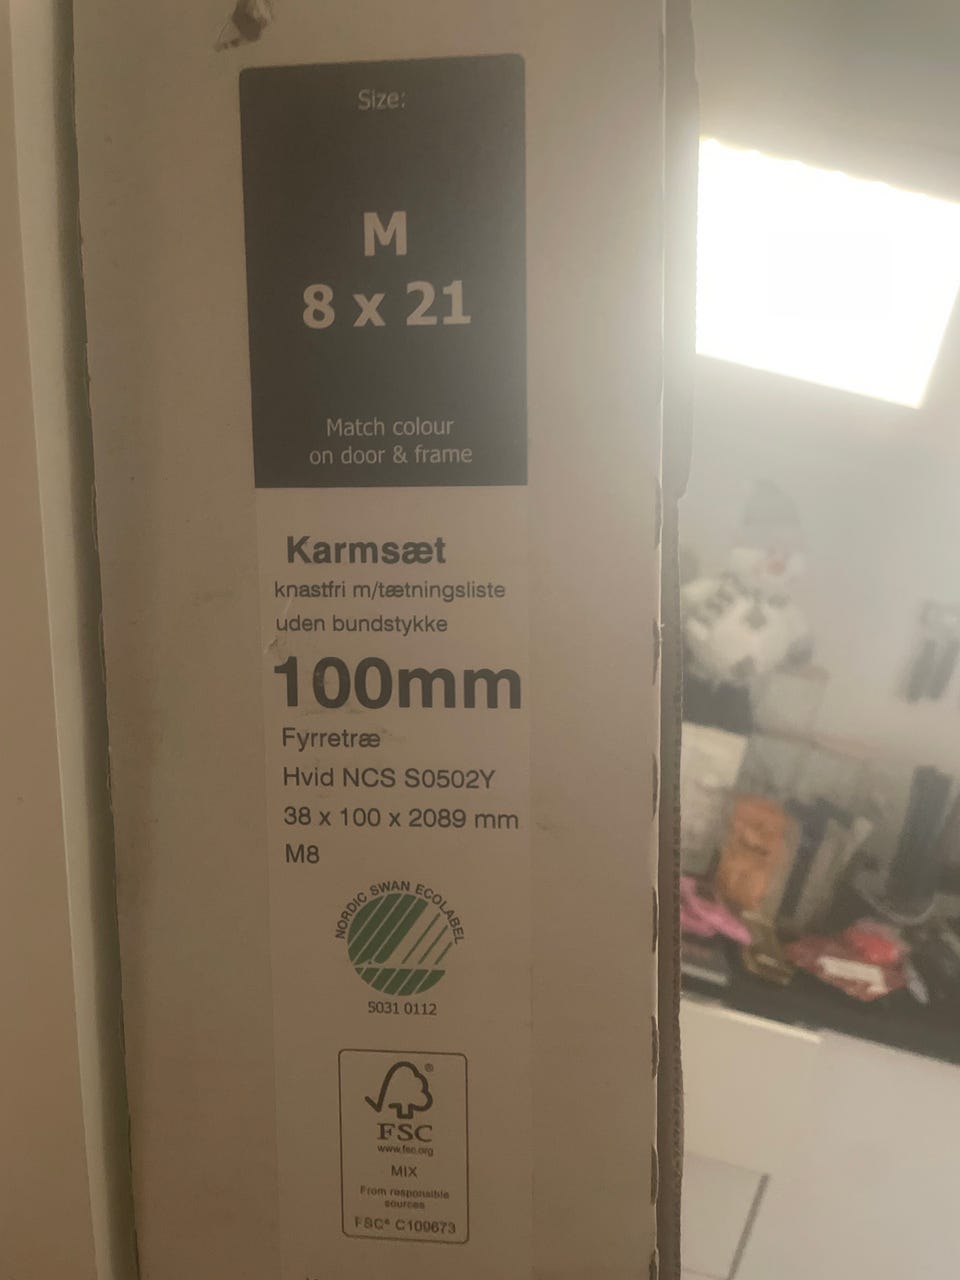 Size:
M
8 x 21
Match colour
on door & frame
Karmsæt
knastfri m/tætningsliste
uden bundstykke
100mm
Fyrretræ
Hvid NCS S0502Y
38 x 100 x 2089 mm
M8
NORDIC SWAN ECOLABEL
5031 0112
®
FSC
www.fsc.org
MIX
From responsible
sources
FSC® C109673